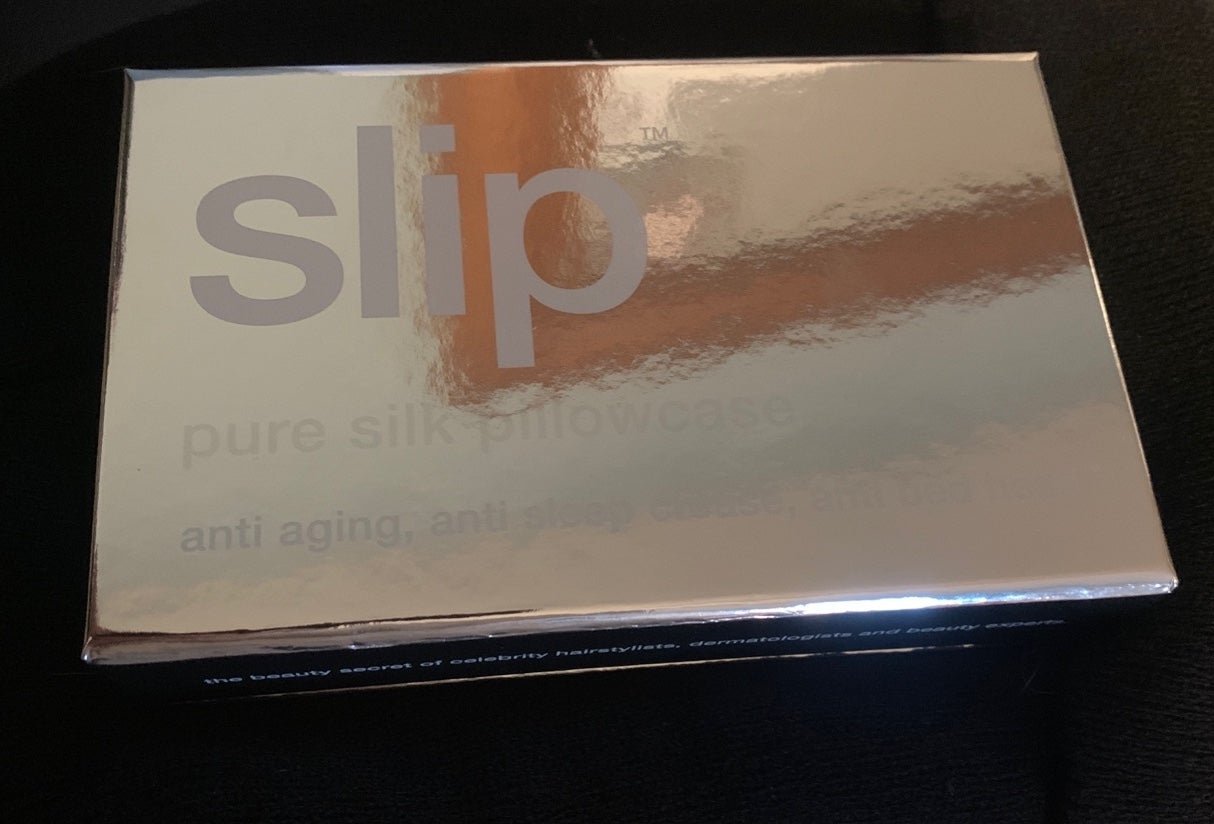 slip™
pure silk pillowcase
anti aging, anti sleep crease, anti bed
the beauty secret of celebrity hairstylists, dermatologists and beauty experts.